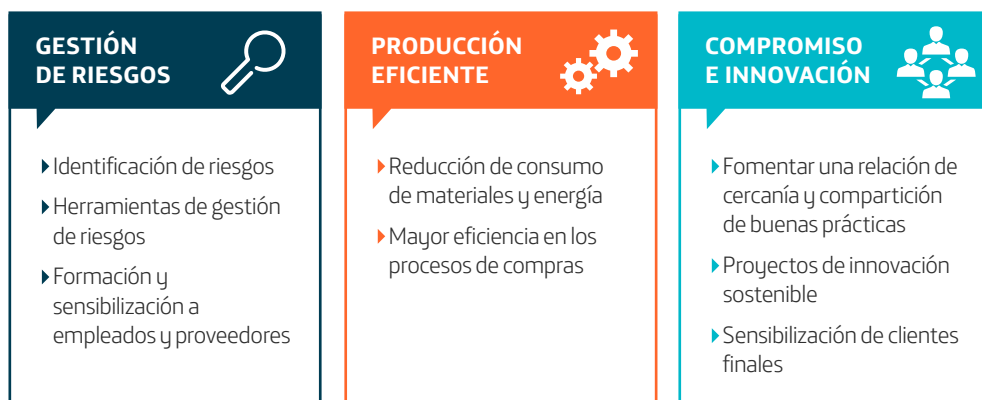 GESTIÓN
DE RIESGOS
Identificación de riesgos
Herramientas de gestión
de riesgos
Formación y
sensibilización a
empleados y proveedores
PRODUCCIÓN
EFICIENTE
Reducción de consumo
de materiales y energía
Mayor eficiencia en los
procesos de compras
COMPROMISO
E INNOVACIÓN
Fomentar una relación de
cercanía y compartición
de buenas prácticas
Proyectos de innovación
sostenible
Sensibilización de clientes
finales